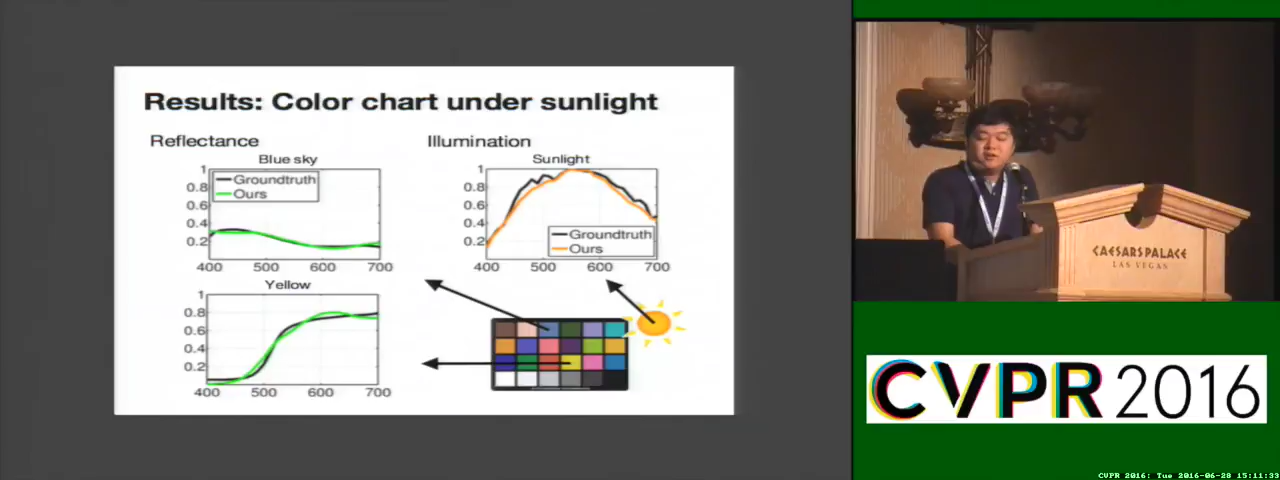 Results: Color chart under sunlight
Reflectance
Illumination
Blue sky
1
0.8
0.6
0.4
0.2
400 500 600 700
Groundtruth
Ours
Sunlight
1
0.8
0.6
0.4
0.2
400 500 600 700
Groundtruth
Ours
Yellow
1
0.8
0.6
0.4
0.2
400 500 600 700
CAESARS PALACE
LAS VEGAS
CVPR 2016
CVPR 2016: Tue 2016-06-28 15:11:33